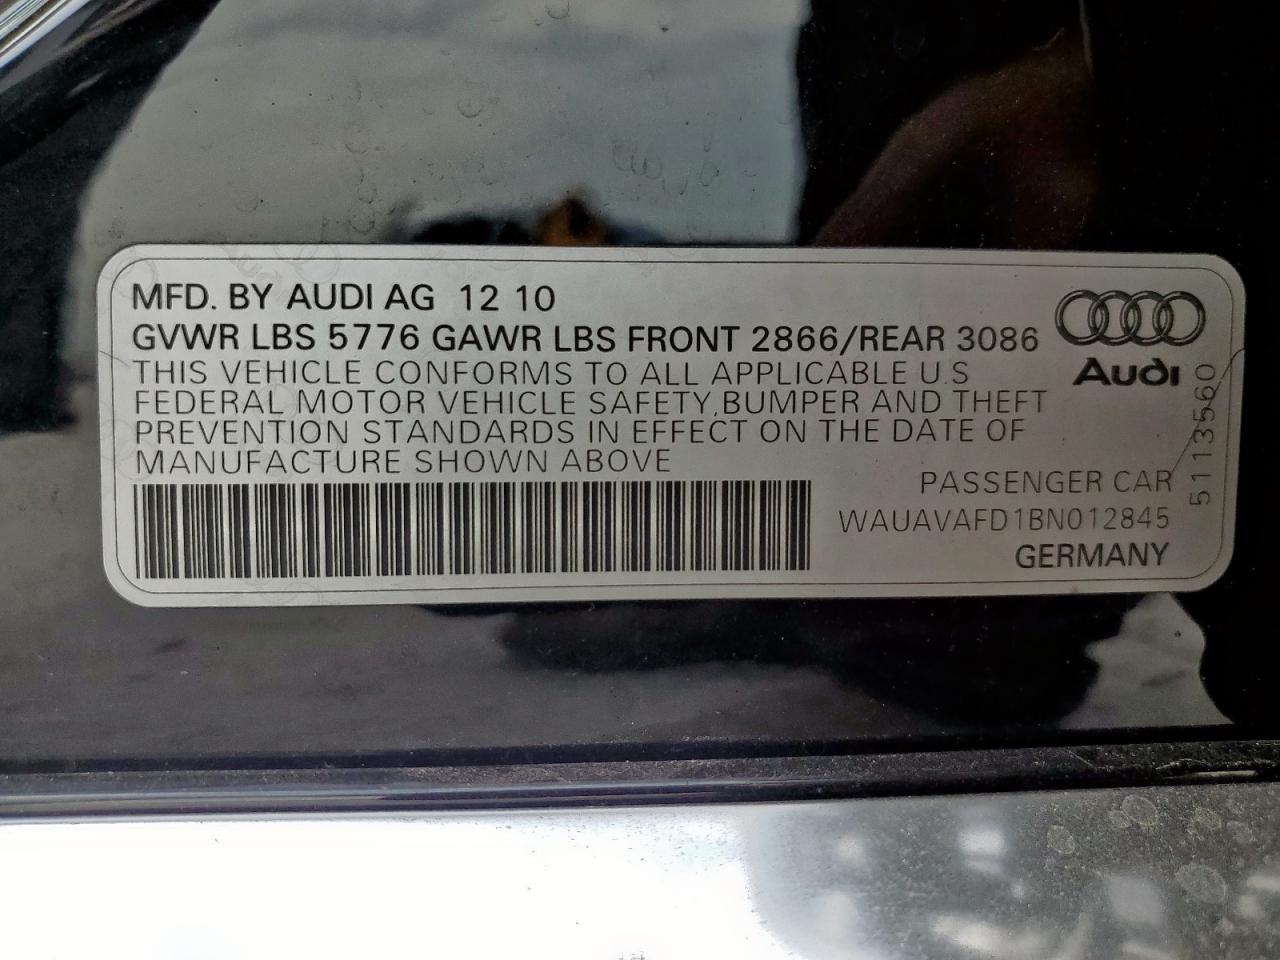 MFD. BY AUDI AG 12 10
GVWR LBS 5776 GAWR LBS FRONT 2866/REAR 3086
THIS VEHICLE CONFORMS TO ALL APPLICABLE U.S
FEDERAL MOTOR VEHICLE SAFETY, BUMPER AND THEFT
PREVENTION STANDARDS IN EFFECT ON THE DATE OF
MANUFACTURE SHOWN ABOVE
Audi
PASSENGER CAR
WAUAVAFD1BN012845
GERMANY
5113560